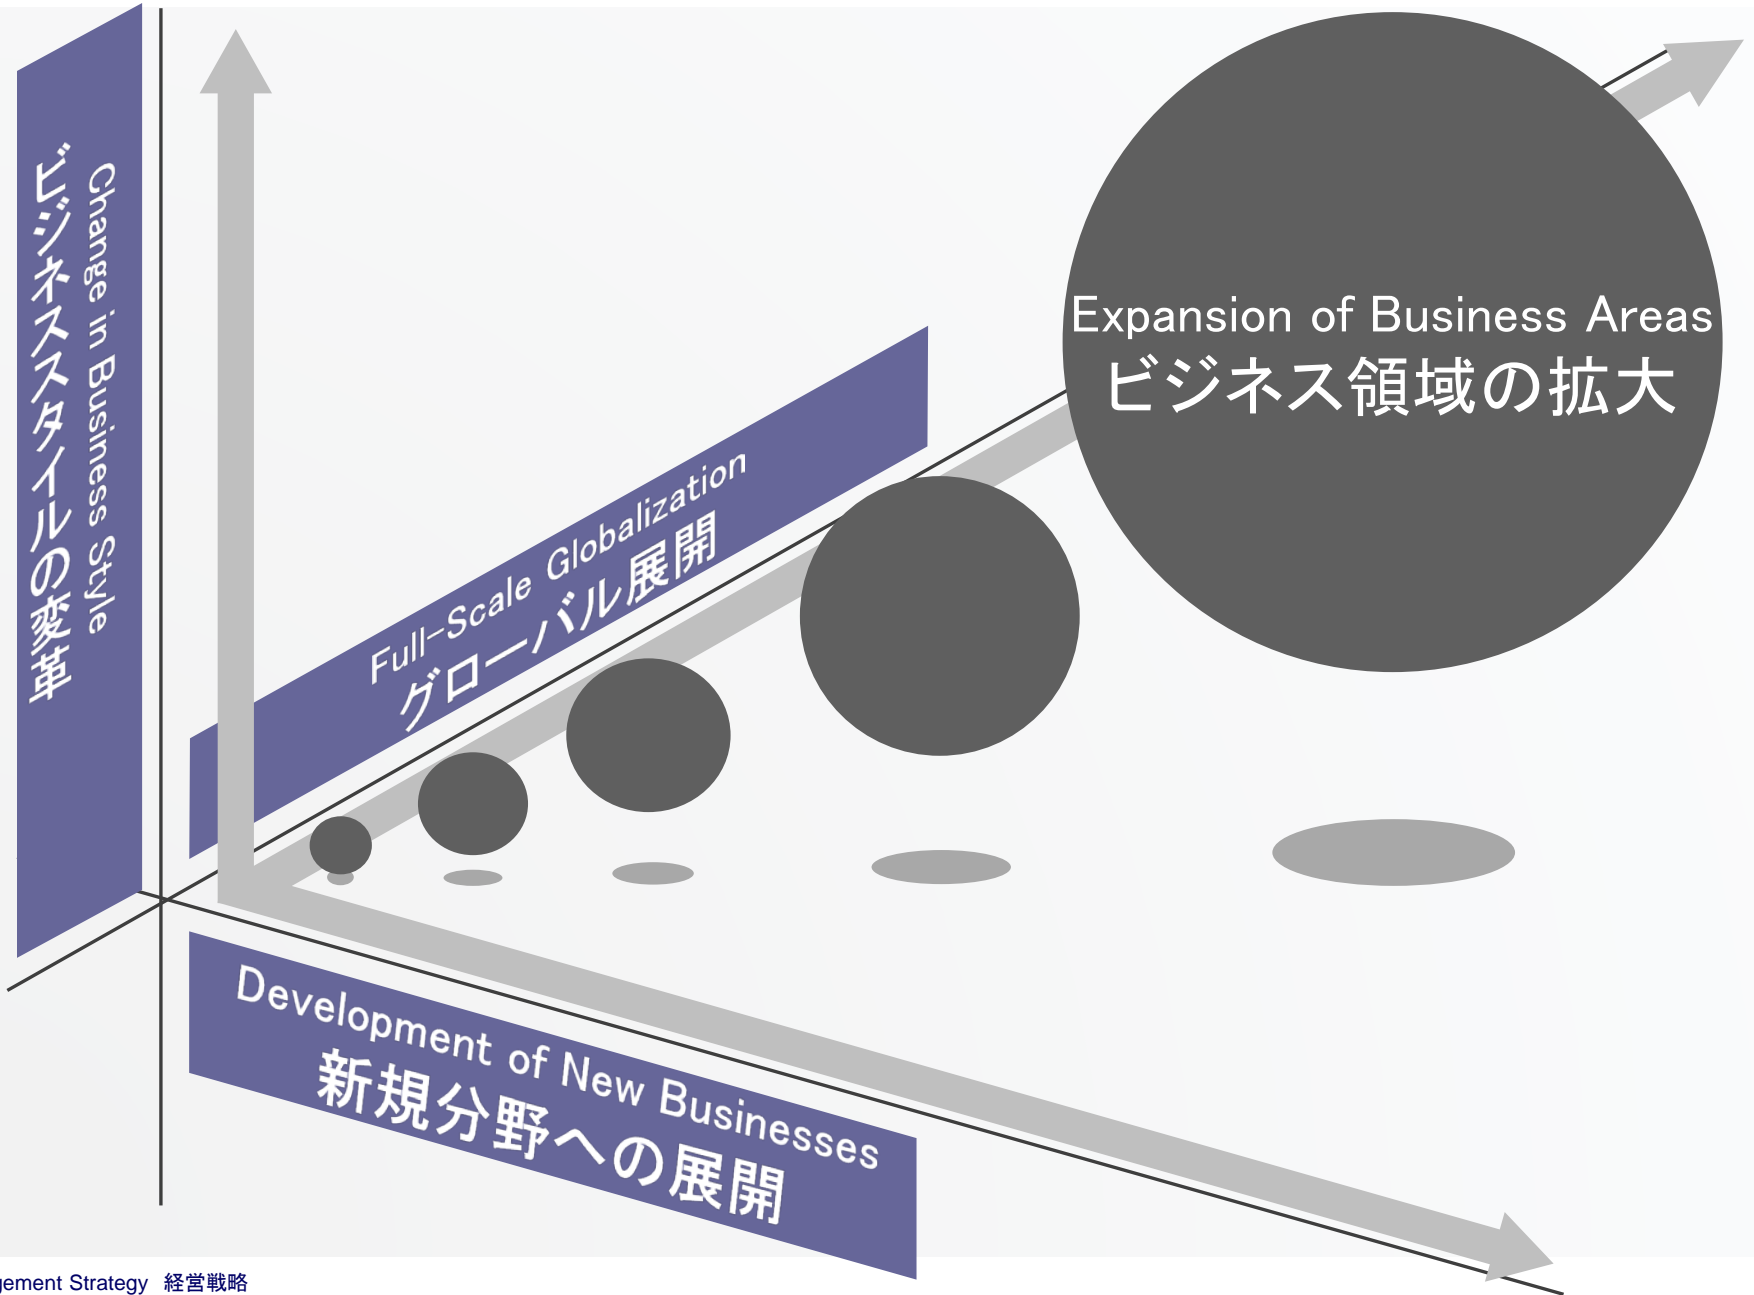 Change in Business Style
ビジネススタイルの変革
Expansion of Business Areas
ビジネス領域の拡大
Full-Scale Globalization
グローバル展開
Development of New Businesses
新規分野への展開
Strategy 経営戦略